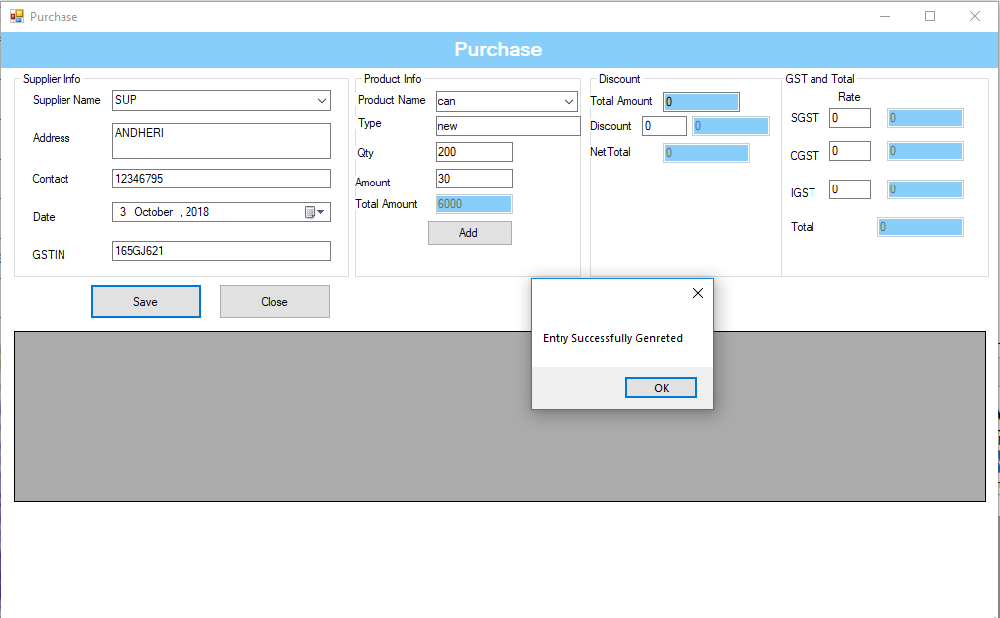 Purchase
Purchase
Supplier Info
Supplier Name SUP
Address ANDHERI
Contact 12346795
Date 3 October , 2018
GSTIN 165GJ621
Product Info
Product Name can
Type new
Qty 200
Amount 30
Total Amount 6000
Add
Discount
Total Amount 0
Discount 0 0
NetTotal 0
GST and Total
Rate
SGST 0 0
CGST 0 0
IGST 0 0
Total 0
Save Close
Entry Successfully Genreted
OK